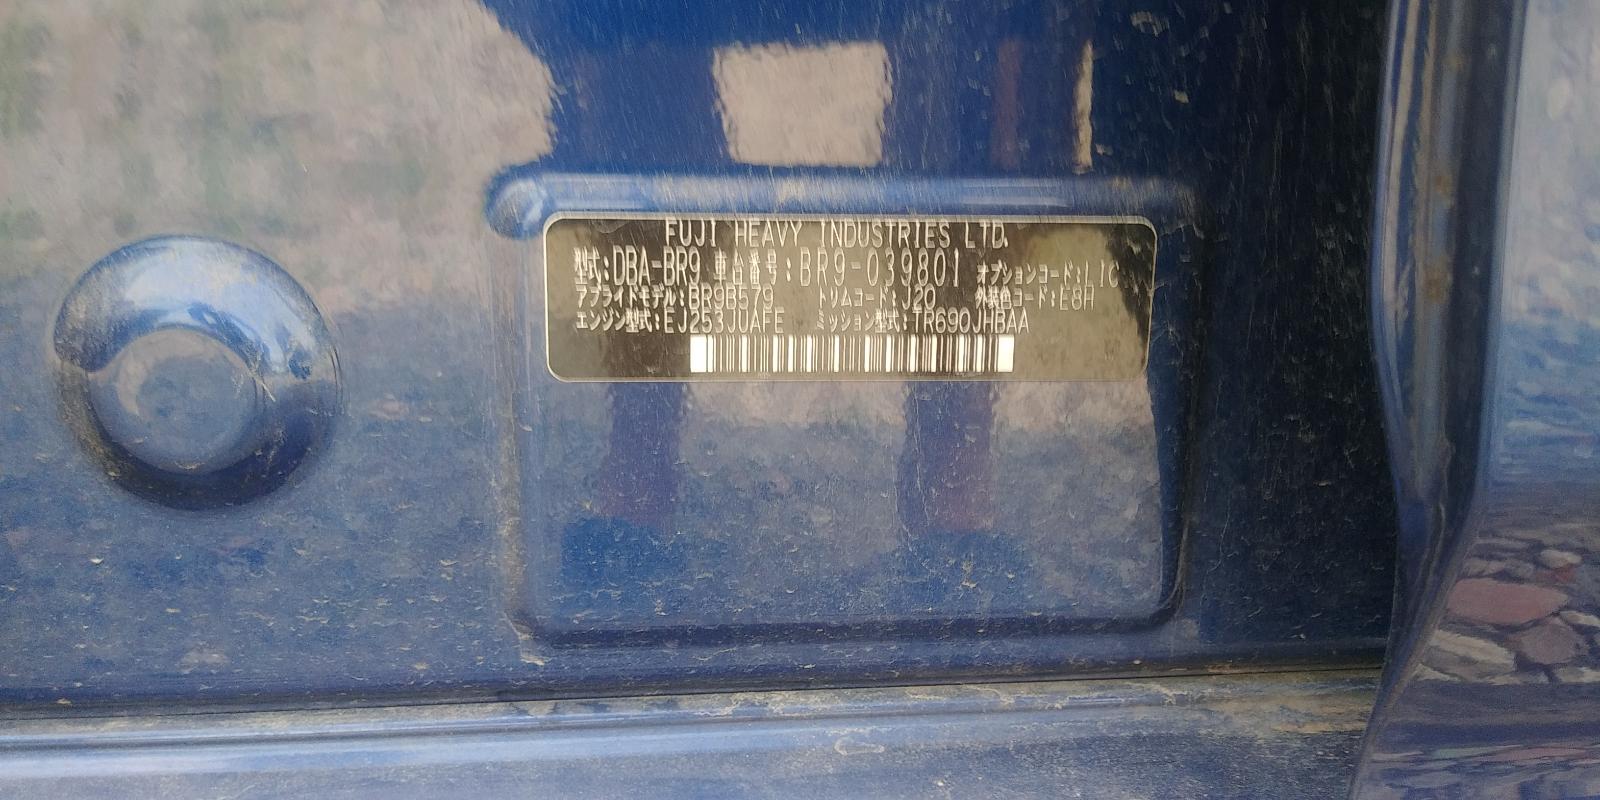 FUJI HEAVY INDUSTRIES LTD.
型式:DBA-BR9 車台番号:BR9-039801 オプションコード:LIC
アプライドモデル:BR9B579 トリムコード:J20 外装色コード:E8H
エンジン型式:EJ253JUAFE ミッション型式:TR690JHBAA